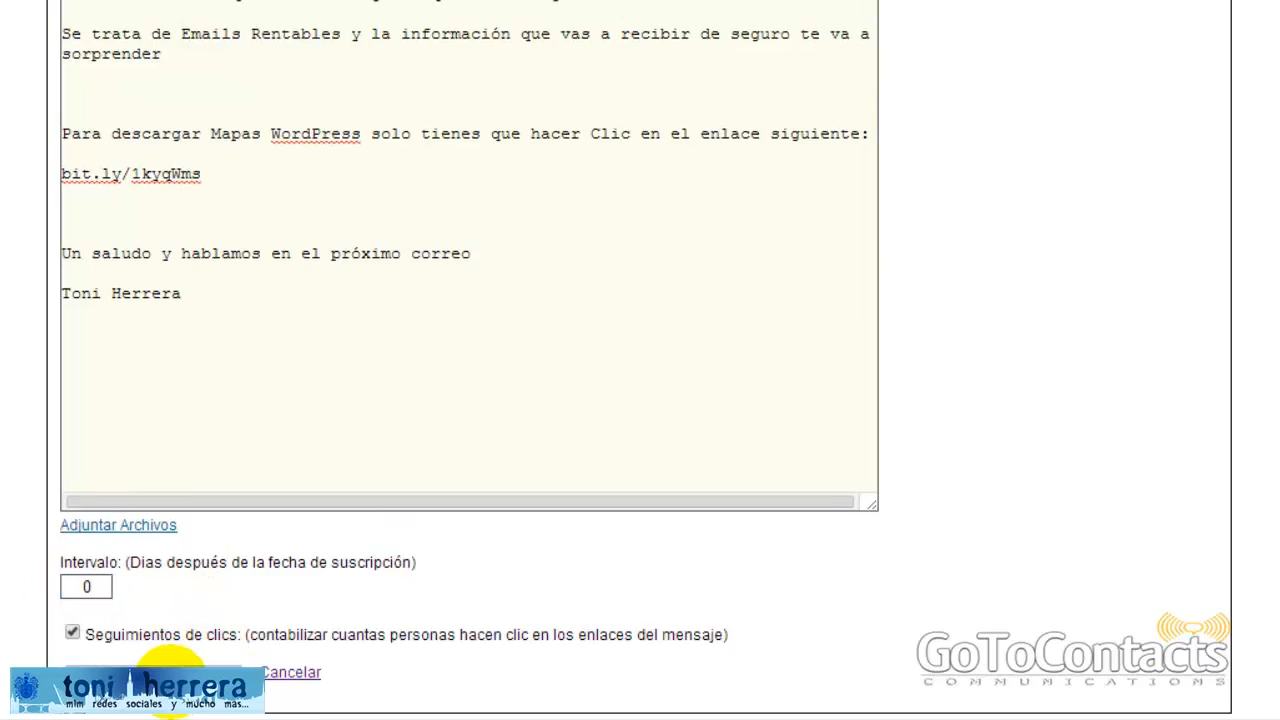 Se trata de Emails Rentables y la información que vas a recibir de seguro te va a
sorprender
Para descargar Mapas WordPress solo tienes que hacer Clic en el enlace siguiente:
bit.ly/1kyqWms
Un saludo y hablamos en el próximo correo
Toni Herrera
Adjuntar Archivos
Intervalo: (Dias después de la fecha de suscripción)
0
Seguimientos de clics: (contabilizar cuantas personas hacen clic en los enlaces del mensaje)
Cancelar
toni herrera
mlm redes sociales y mucho mas...
GoToContacts
COMMUNICATIONS